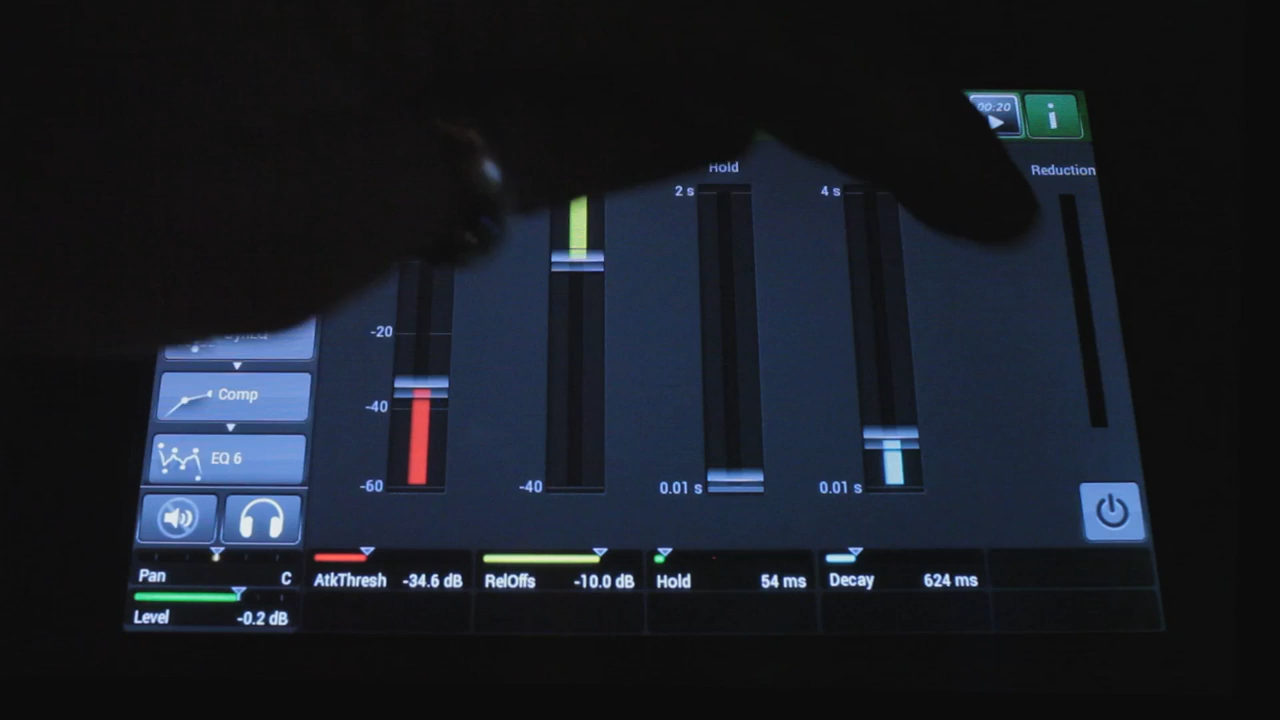 00:20
i
Hold
Reduction
2 s
4 s
-20
Comp
-40
EQ 6
-60
-40
0.01 s
0.01 s
Pan C
AtkThresh -34.6 dB
RelOffs -10.0 dB
Hold 54 ms
Decay 624 ms
Level -0.2 dB